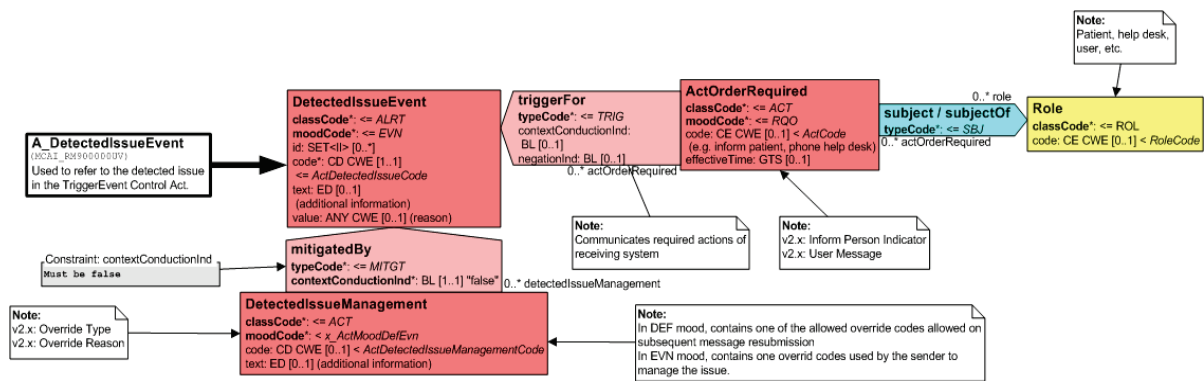 Note:
Patient, help desk,
user, etc.
A_DetectedIssueEvent
(MCAI_RM900000UV)
Used to refer to the detected issue
in the TriggerEvent Control Act.
DetectedIssueEvent
classCode*: <= ALRT
moodCode*: <= EVN
id: SET<II> [0..*]
code*: CD CWE [1..1]
<= ActDetectedIssueCode
text: ED [0..1]
(additional information)
value: ANY CWE [0..1] (reason)
triggerFor
typeCode*: <= TRIG
contextConductionInd:
BL [0..1]
negationInd: BL [0..1]
0..* actOrderRequired
ActOrderRequired
classCode*: <= ACT
moodCode*: <= RQO
code: CE CWE [0..1] < ActCode
(e.g. inform patient, phone help desk)
effectiveTime: GTS [0..1]
0..* role
subject / subjectOf
typeCode*: <= SBJ
0..* actOrderRequired
Role
classCode*: <= ROL
code: CE CWE [0..1] < RoleCode
Note:
Communicates required actions of
receiving system
Note:
v2.x: Inform Person Indicator
v2.x: User Message
mitigatedBy
typeCode*: <= MITGT
contextConductionInd*: BL [1..1] "false"
0..* detectedIssueManagement
Constraint: contextConductionInd
Must be false
Note:
v2.x: Override Type
v2.x: Override Reason
DetectedIssueManagement
classCode*: <= ACT
moodCode*: < x_ActMoodDefEvn
code: CD CWE [0..1] < ActDetectedIssueManagementCode
text: ED [0..1] (additional information)
Note:
In DEF mood, contains one of the allowed override codes allowed on
subsequent message resubmission
In EVN mood, contains one overrid codes used by the sender to
manage the issue.